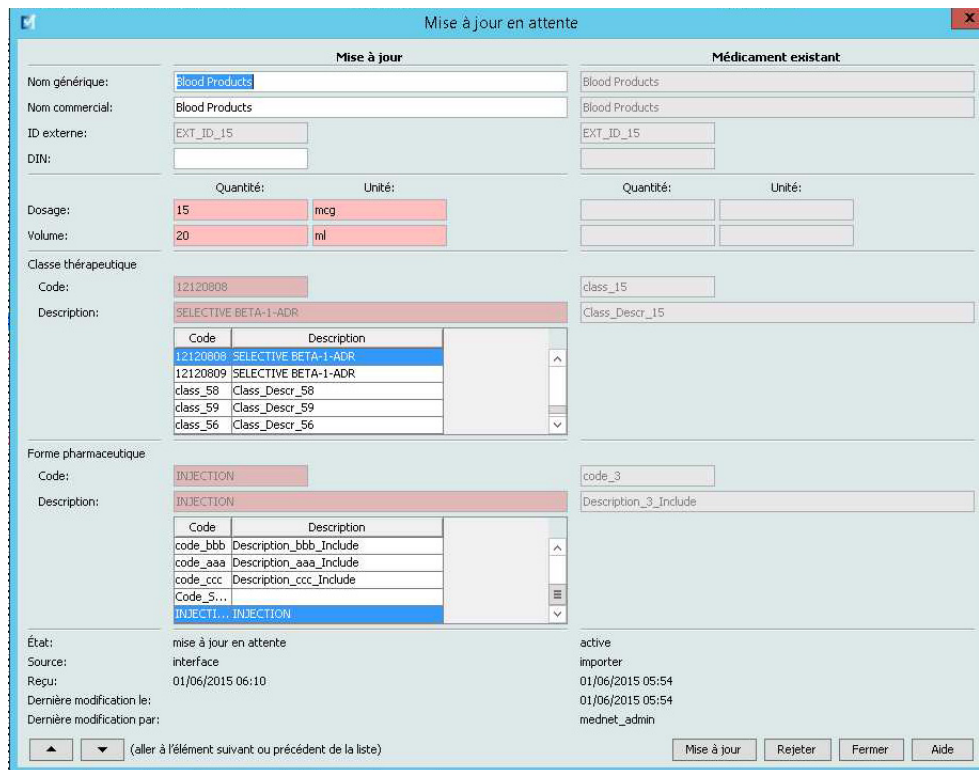 Mise à jour en attente
X
Mise à jour Médicament existant
Nom générique: Blood Products Blood Products
Nom commercial: Blood Products Blood Products
ID externe: EXT_ID_15 EXT_ID_15
DIN:
Quantité: Unité: Quantité: Unité:
Dosage: 15 mcg
Volume: 20 ml
Classe thérapeutique
Code: 12120808 class_15
Description: SELECTIVE BETA-1-ADR Class_Descr_15
Code Description
12120808 SELECTIVE BETA-1-ADR
12120809 SELECTIVE BETA-1-ADR
class_58 Class_Descr_58
class_59 Class_Descr_59
class_56 Class_Descr_56
Forme pharmaceutique
Code: INJECTION code_3
Description: INJECTION Description_3_Include
Code Description
code_bbb Description_bbb_Include
code_aaa Description_aaa_Include
code_ccc Description_ccc_Include
Code_S...
INJECTI... INJECTION
État: mise à jour en attente active
Source: interface importer
Reçu: 01/06/2015 06:10 01/06/2015 05:54
Dernière modification le: 01/06/2015 05:54
Dernière modification par: mednet_admin
(aller à l'élément suivant ou précédent de la liste) Mise à jour Rejeter Fermer Aide